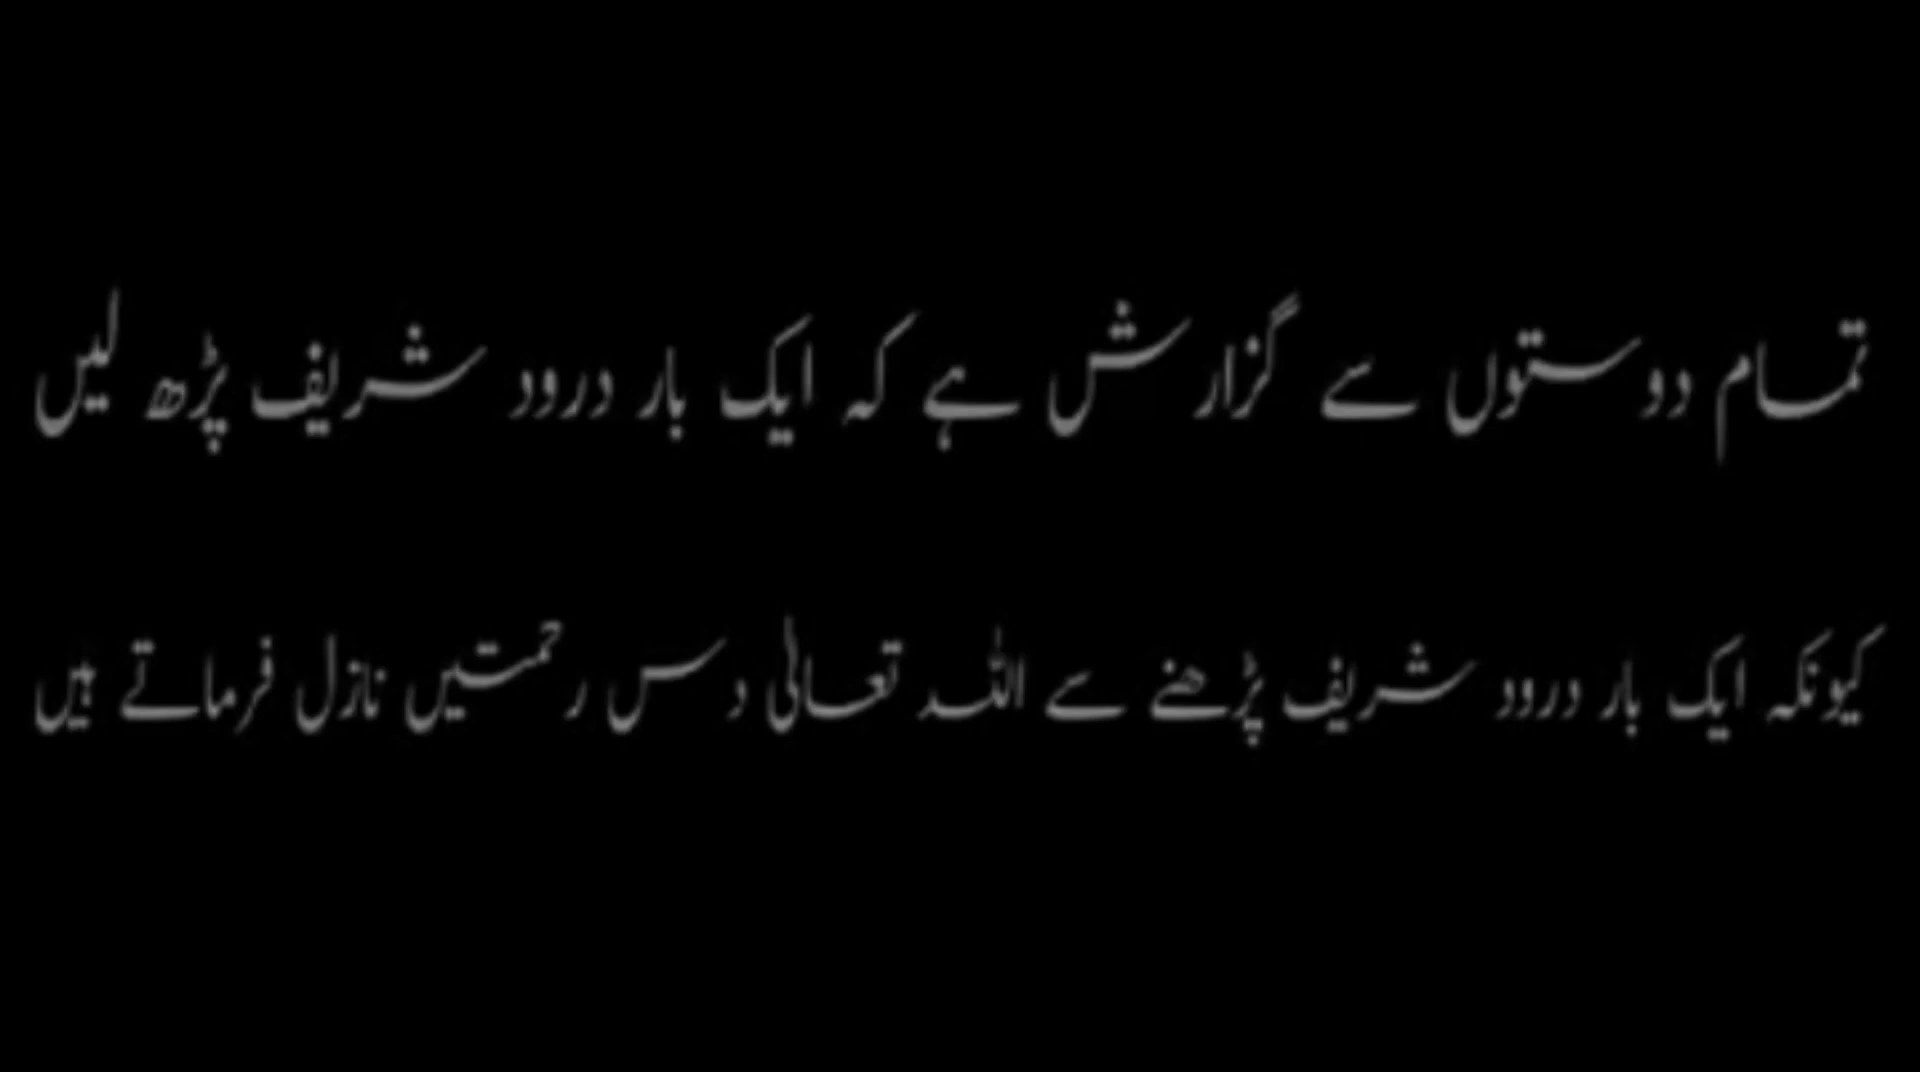 تمام دوستوں سے گزارش ہے کہ ایک بار درود شریف پڑھ لیں
کیونکہ ایک بار درود شریف پڑھنے سے اللہ تعالیٰ دس رحمتیں نازل فرماتے ہیں